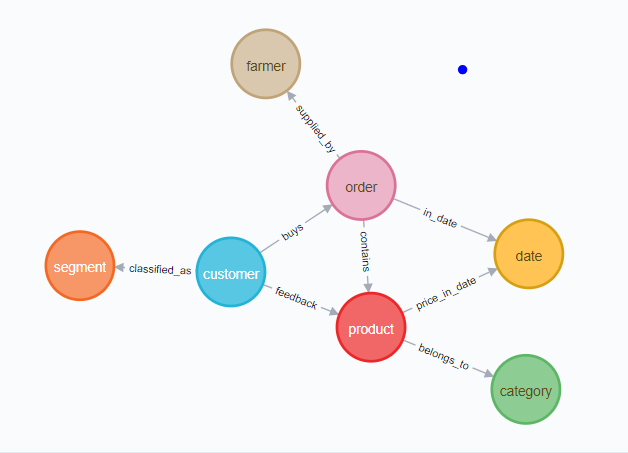 farmer
supplied_by
order
in_date
buys
contains
date
segment
classified_as
customer
feedback
price_in_date
product
belongs_to
category